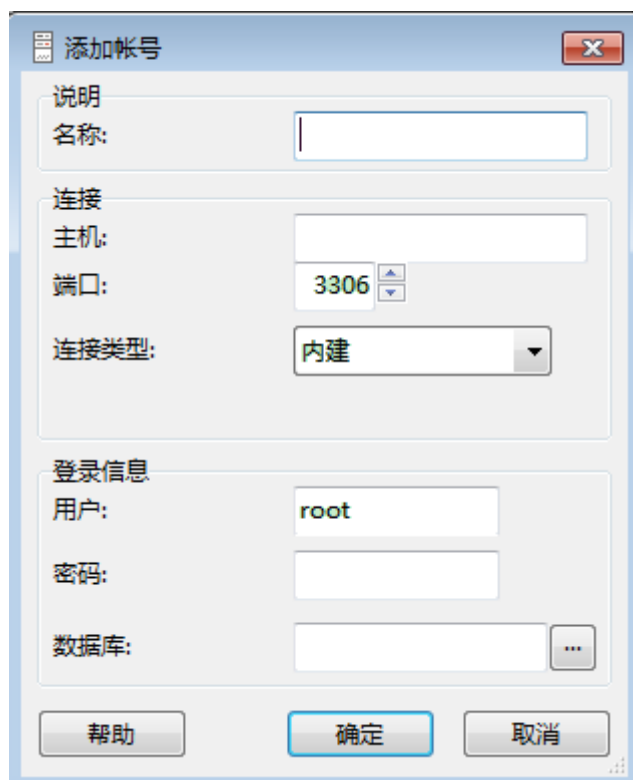 添加帐号
说明
名称:
连接
主机:
端口: 3306
连接类型: 内建
登录信息
用户: root
密码:
数据库: ...
帮助 确定 取消